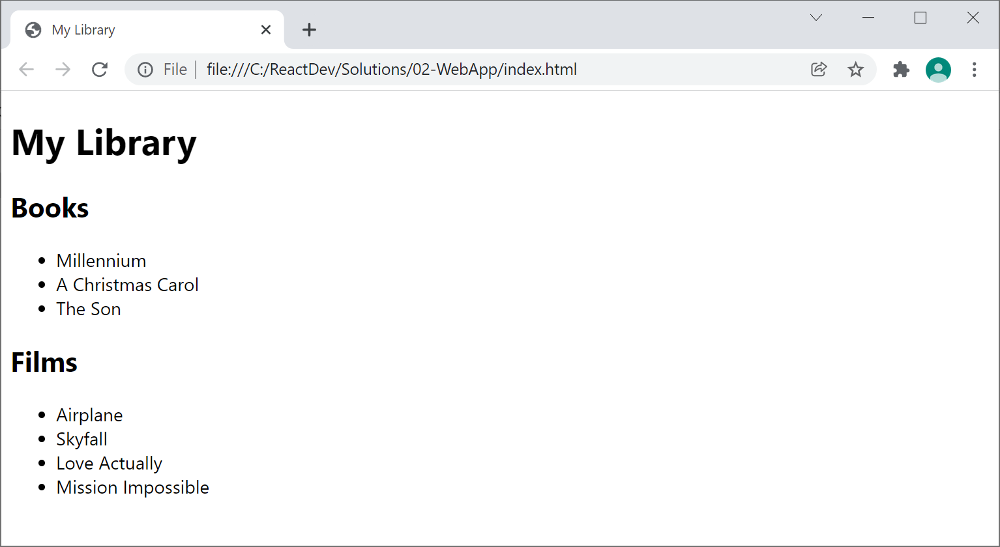 My Library
File
file:///C:/ReactDev/Solutions/02-WebApp/index.html
My Library
Books
Millennium
A Christmas Carol
The Son
Films
Airplane
Skyfall
Love Actually
Mission Impossible